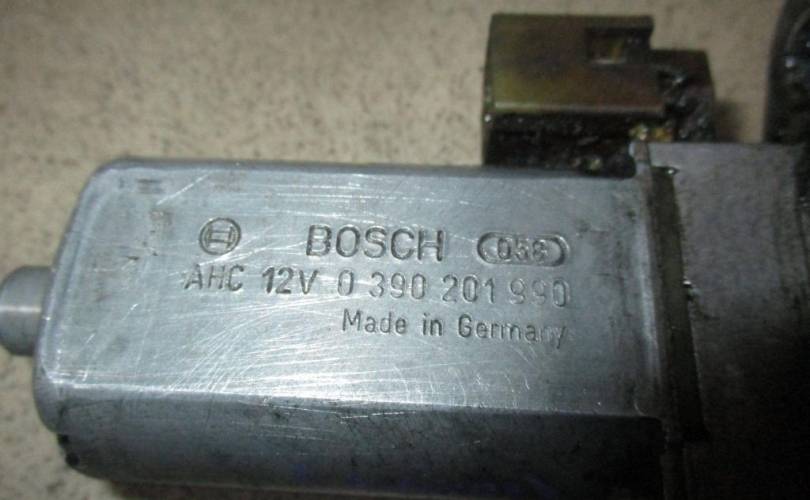 BOSCH 058
AHC 12V 0 390 201 990
Made in Germany